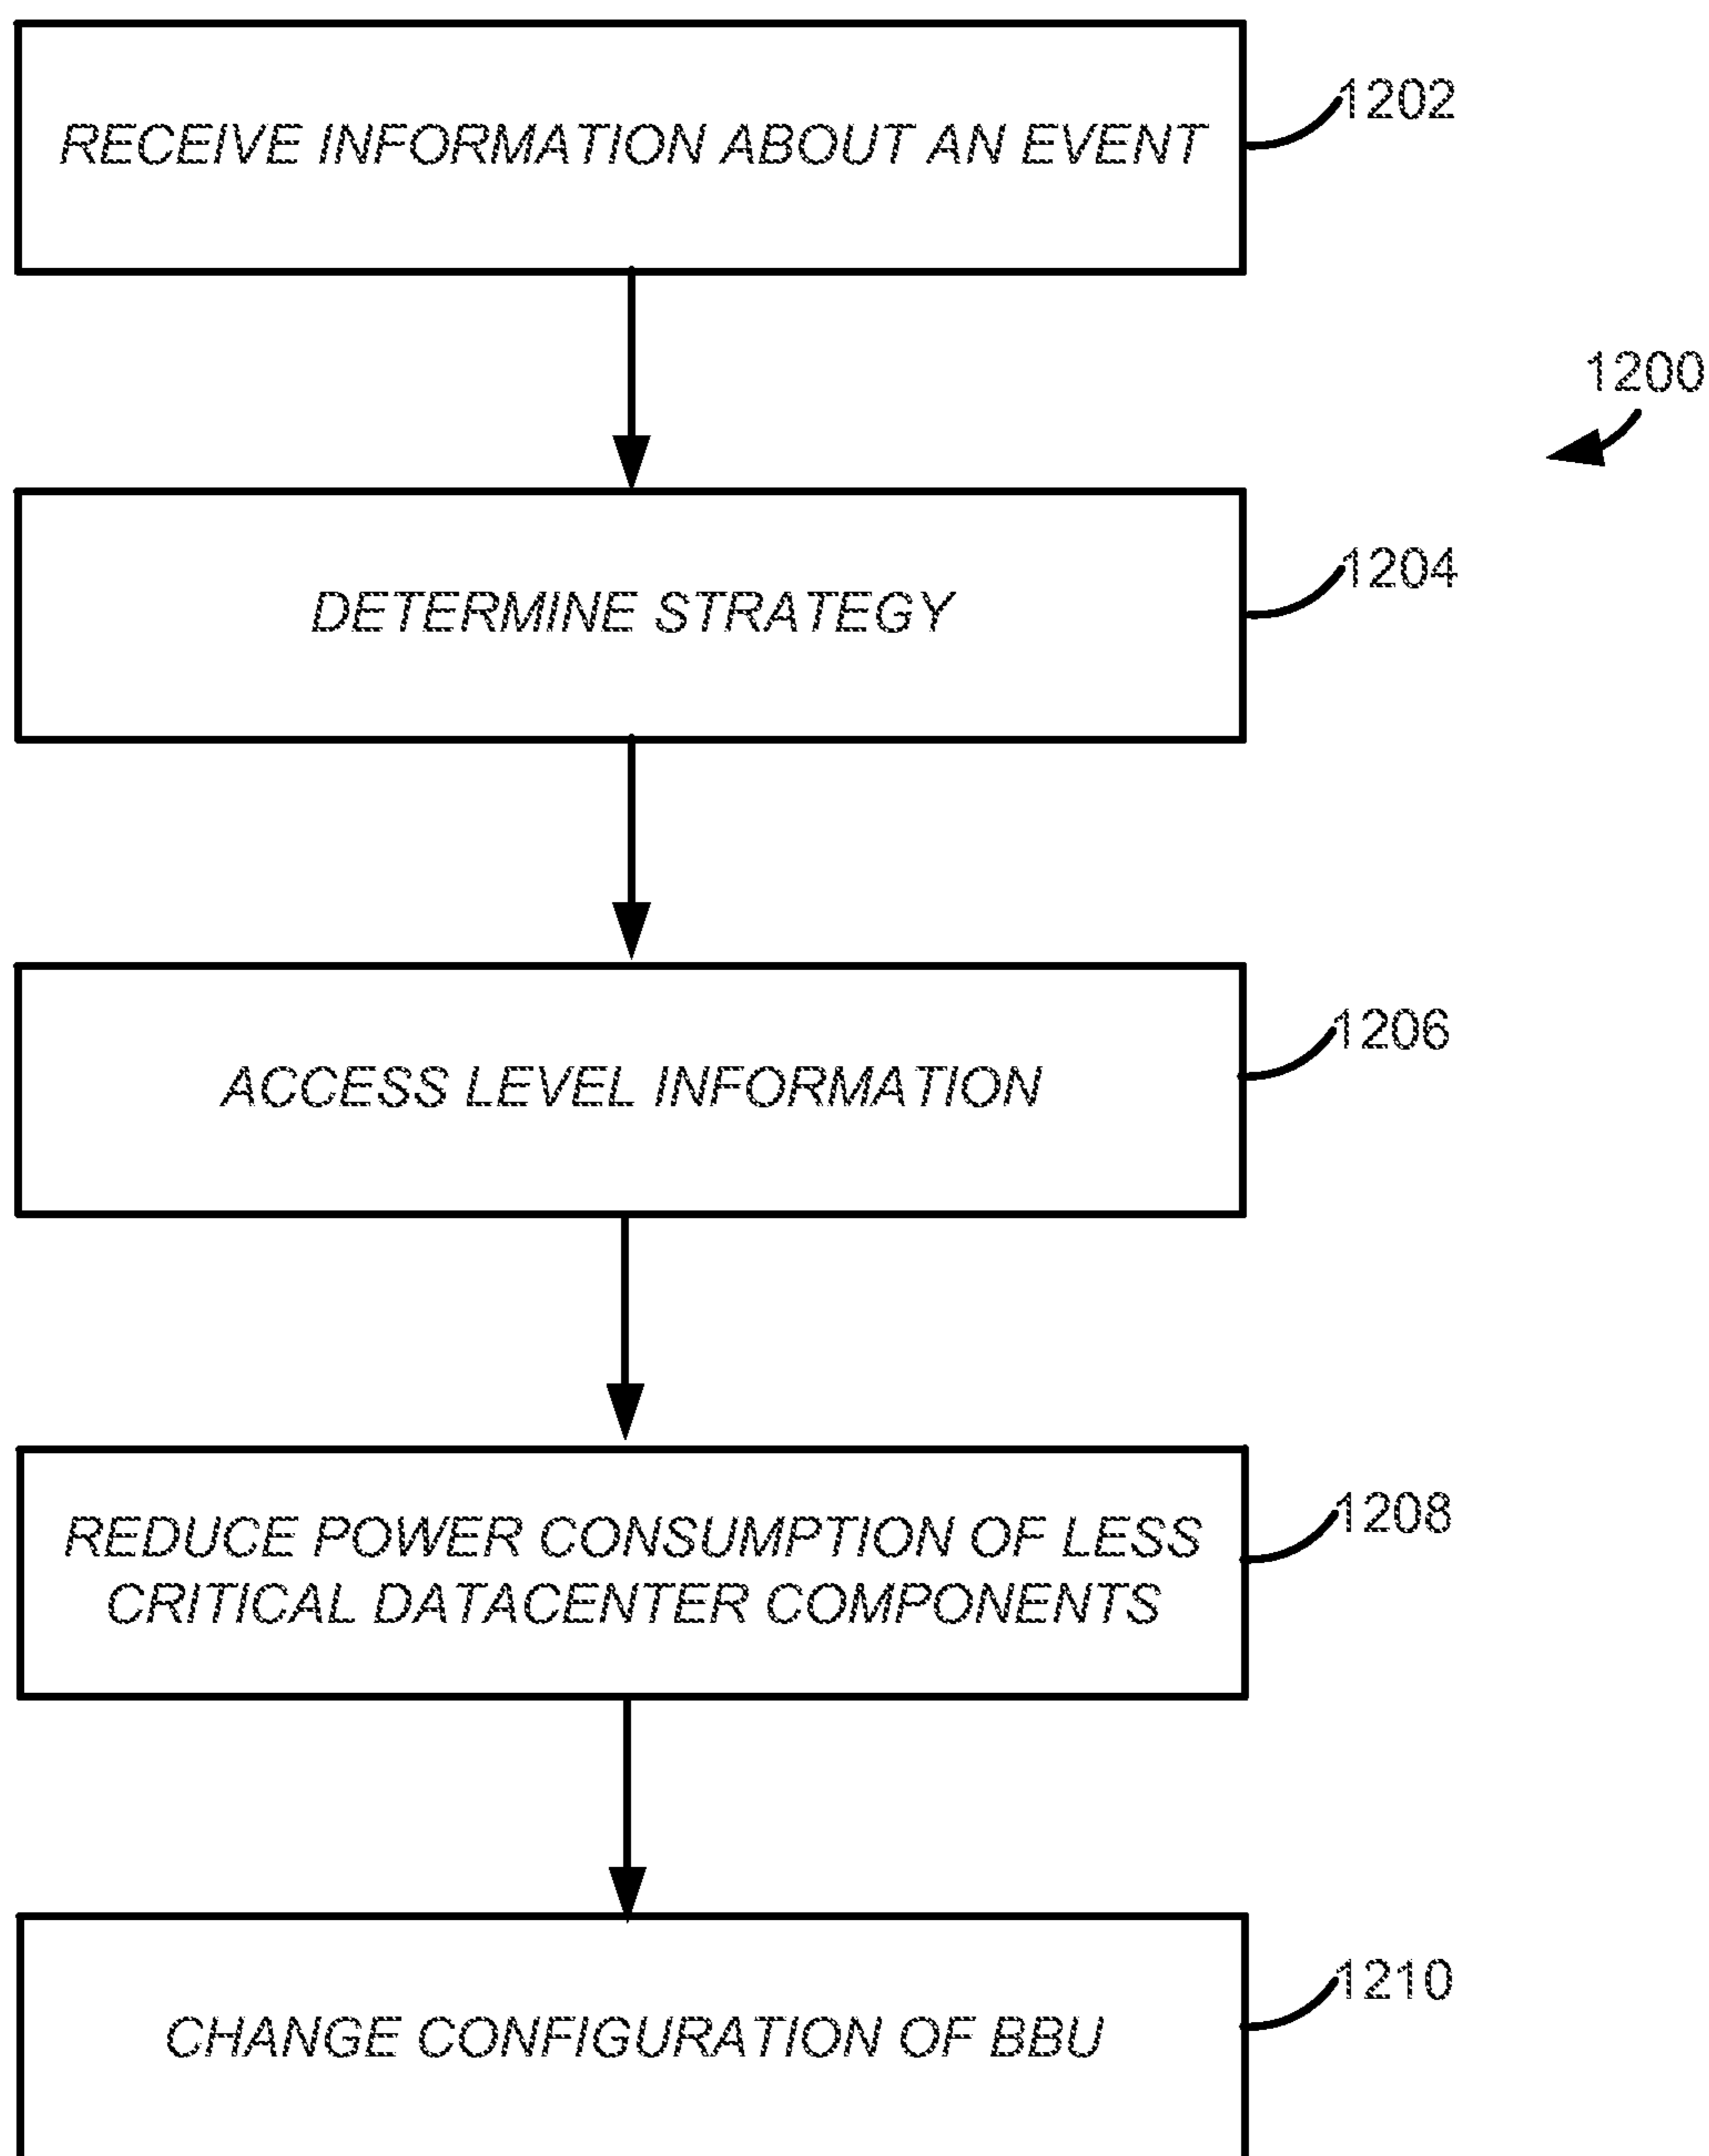 RECEIVE INFORMATION ABOUT AN EVENT
1202
1200
DETERMINE STRATEGY
1204
ACCESS LEVEL INFORMATION
1206
REDUCE POWER CONSUMPTION OF LESS
CRITICAL DATACENTER COMPONENTS
1208
CHANGE CONFIGURATION OF BBU
1210